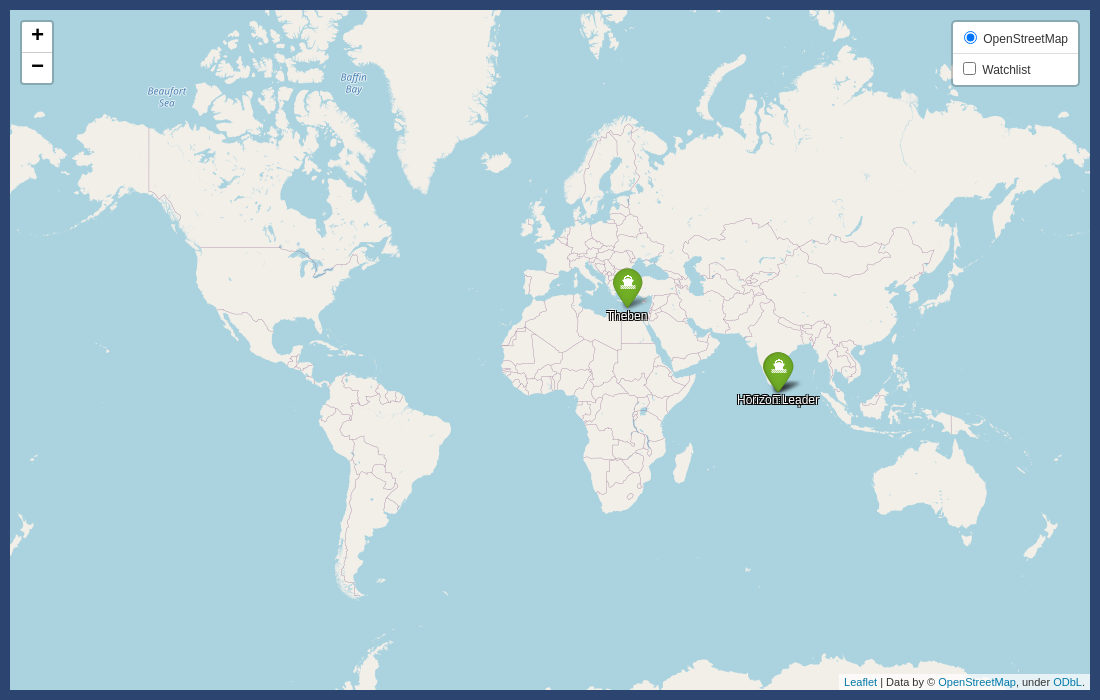 +
−
OpenStreetMap
Watchlist
Beaufort
Sea
Baffin
Bay
Theben
Horizon Leader
Leaflet | Data by © OpenStreetMap, under ODbL.